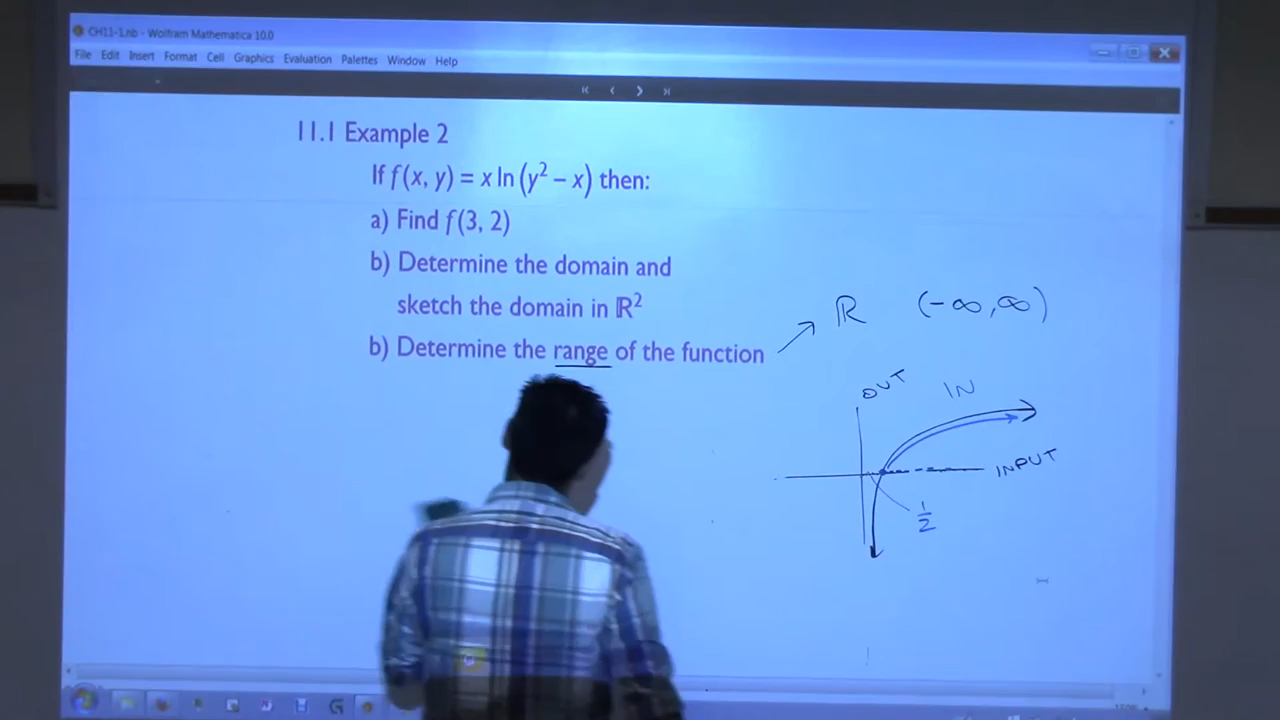 CH11-1.nb - Wolfram Mathematica 10.0
File Edit Insert Format Cell Graphics Evaluation Palettes Window Help
11.1 Example 2
If f(x, y) = x ln(y² – x) then:
a) Find f(3, 2)
b) Determine the domain and
sketch the domain in ℝ²
b) Determine the range of the function
ℝ (-∞,∞)
OUT
IN
INPUT
1/2